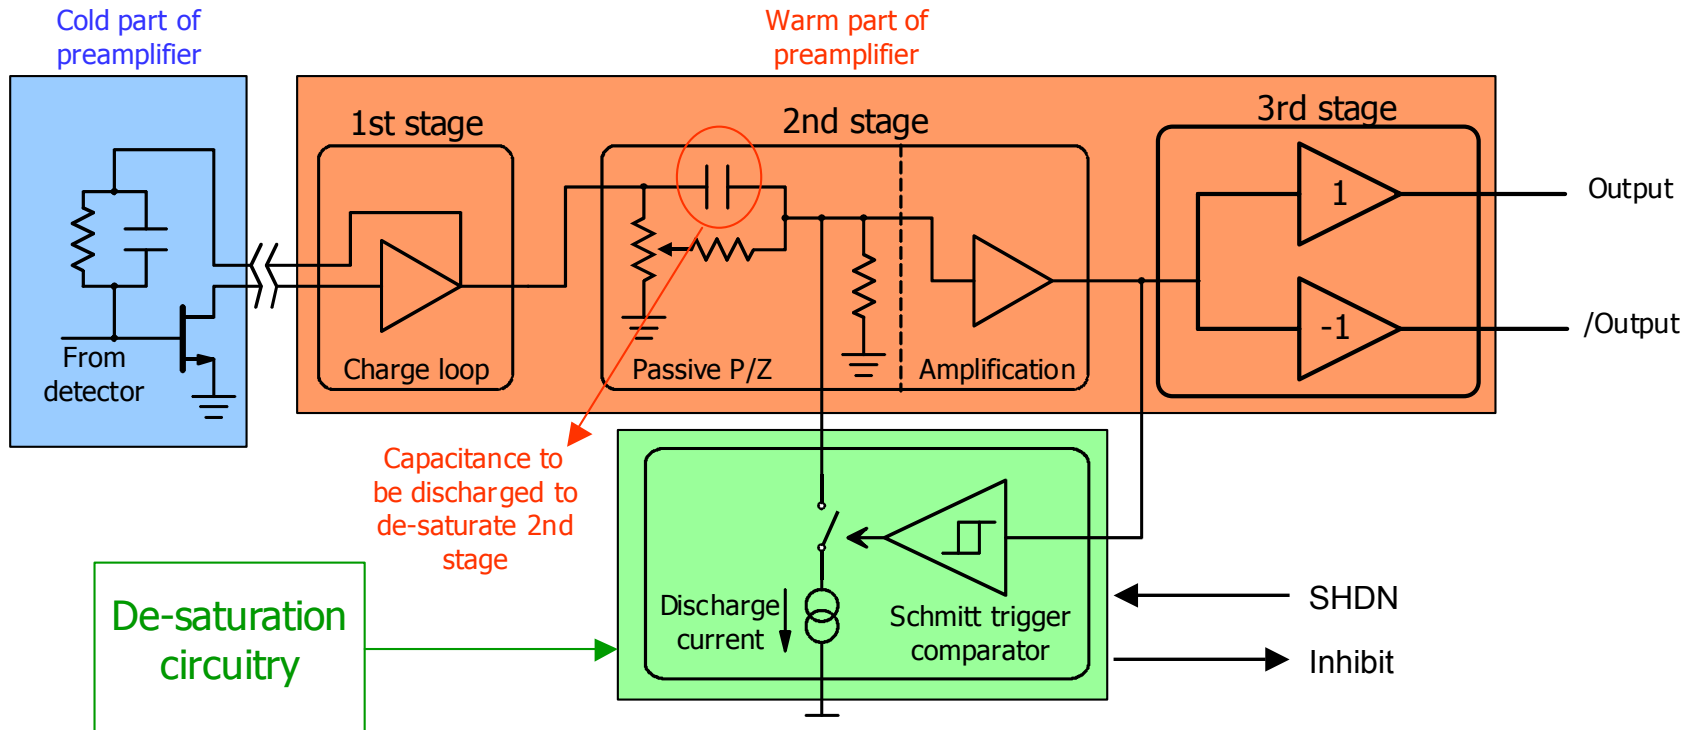 Cold part of
preamplifier
Warm part of
preamplifier
1st stage
2nd stage
3rd stage
1
Output
-1
/Output
From
detector
Charge loop
Passive P/Z
Amplification
Capacitance to
be discharged to
de-saturate 2nd
stage
De-saturation
circuitry
Discharge
current
Schmitt trigger
comparator
SHDN
Inhibit